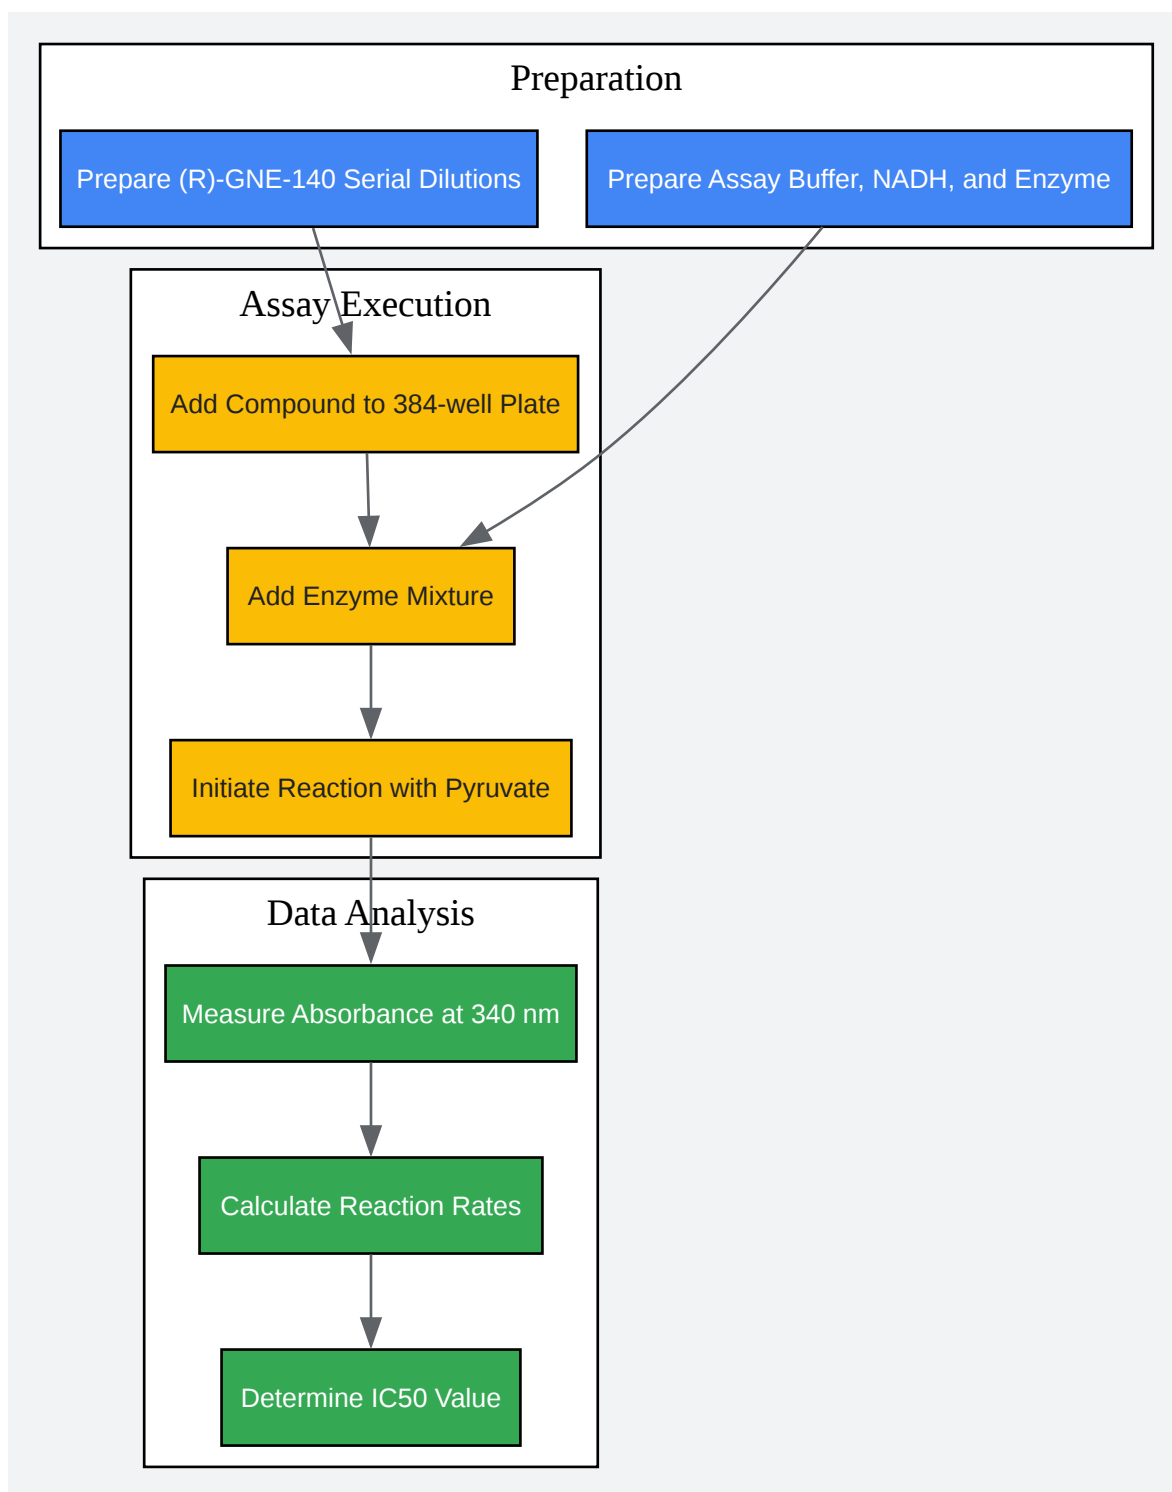 Preparation
Prepare (R)-GNE-140 Serial Dilutions
Prepare Assay Buffer, NADH, and Enzyme
Assay Execution
Add Compound to 384-well Plate
Add Enzyme Mixture
Initiate Reaction with Pyruvate
Data Analysis
Measure Absorbance at 340 nm
Calculate Reaction Rates
Determine IC50 Value